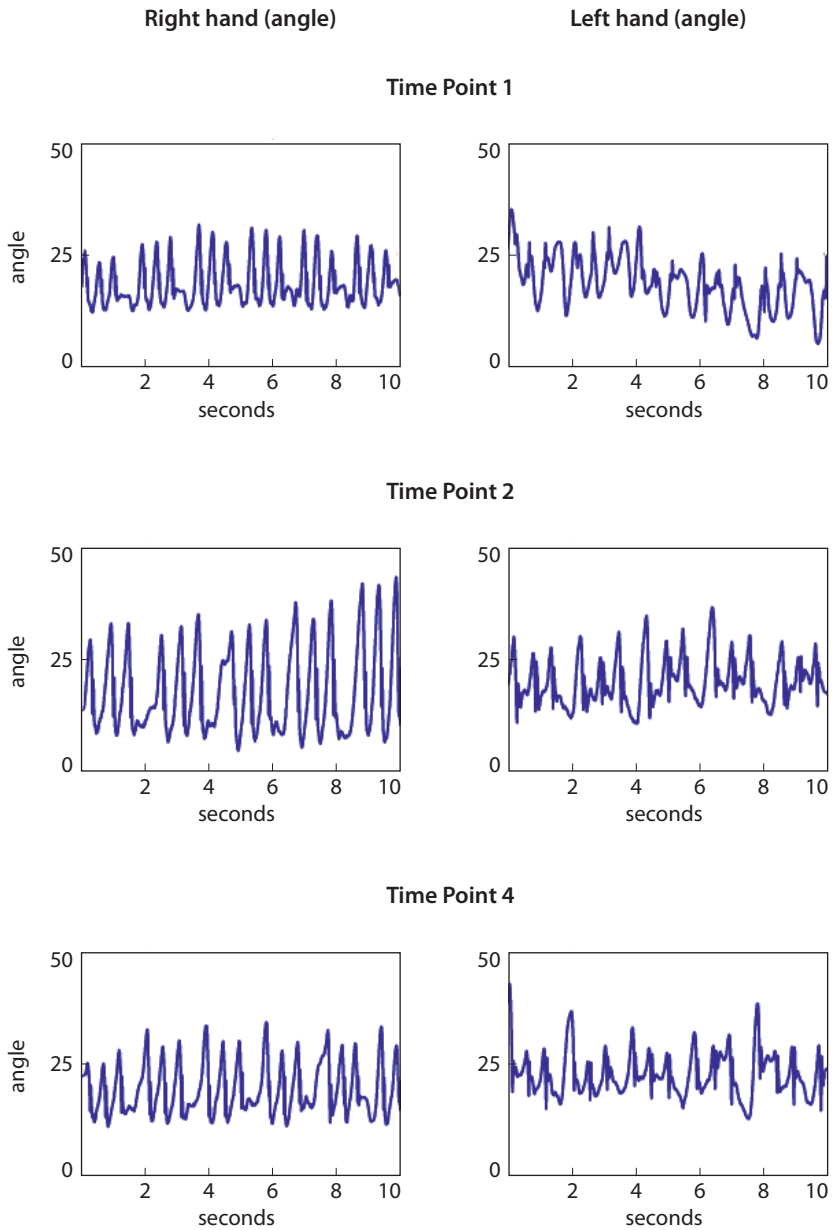 Right hand (angle) Left hand (angle)
Time Point 1
50 50
angle
25 25
0 0
2 4 6 8 10 2 4 6 8 10
seconds seconds
Time Point 2
50 50
angle
25 25
0 0
2 4 6 8 10 2 4 6 8 10
seconds seconds
Time Point 4
50 50
angle
25 25
0 0
2 4 6 8 10 2 4 6 8 10
seconds seconds